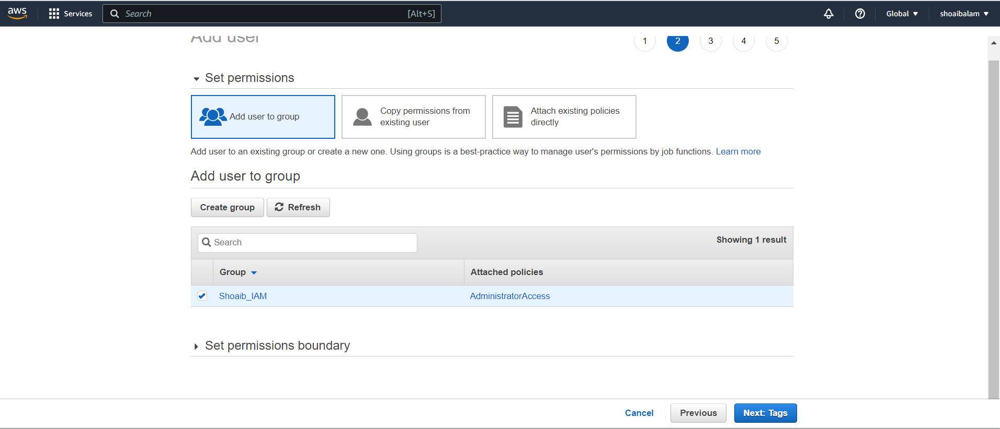 aws Services Search [Alt+S] Global shoaibalam
Add user 1 2 3 4 5
Set permissions
Add user to group
Copy permissions from
existing user
Attach existing policies
directly
Add user to an existing group or create a new one. Using groups is a best-practice way to manage user's permissions by job functions. Learn more
Add user to group
Create group Refresh
Search Showing 1 result
Group Attached policies
Shoaib_IAM AdministratorAccess
Set permissions boundary
Cancel Previous Next: Tags